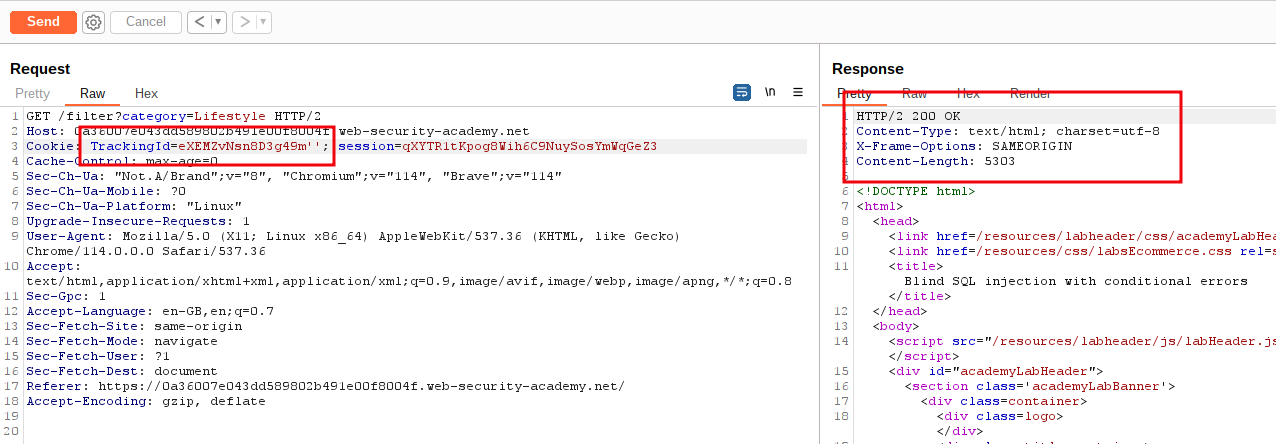 Send Cancel < ▼ > ▼
Request
Pretty Raw Hex \n
1 GET /filter?category=Lifestyle HTTP/2
2 Host: 0a36007e043dd589802b491e00f8004f.web-security-academy.net
3 Cookie: TrackingId=eXEMZvNsn8D3g49m''; session=qXYTR1tKpog8Wih6C9NuySosYmWqGeZ3
4 Cache-Control: max-age=0
5 Sec-Ch-Ua: "Not.A/Brand";v="8", "Chromium";v="114", "Brave";v="114"
6 Sec-Ch-Ua-Mobile: ?0
7 Sec-Ch-Ua-Platform: "Linux"
8 Upgrade-Insecure-Requests: 1
9 User-Agent: Mozilla/5.0 (X11; Linux x86_64) AppleWebKit/537.36 (KHTML, like Gecko)
Chrome/114.0.0.0 Safari/537.36
10 Accept:
text/html,application/xhtml+xml,application/xml;q=0.9,image/avif,image/webp,image/apng,*/*;q=0.8
11 Sec-Gpc: 1
12 Accept-Language: en-GB,en;q=0.7
13 Sec-Fetch-Site: same-origin
14 Sec-Fetch-Mode: navigate
15 Sec-Fetch-User: ?1
16 Sec-Fetch-Dest: document
17 Referer: https://0a36007e043dd589802b491e00f8004f.web-security-academy.net/
18 Accept-Encoding: gzip, deflate
19
20
Response
Pretty Raw Hex Render
1 HTTP/2 200 OK
2 Content-Type: text/html; charset=utf-8
3 X-Frame-Options: SAMEORIGIN
4 Content-Length: 5303
5
6 <!DOCTYPE html>
7 <html>
8 <head>
9 <link href=/resources/labheader/css/academyLabHea
10 <link href=/resources/css/labsEcommerce.css rel=s
11 <title>
Blind SQL injection with conditional errors
</title>
12 </head>
13 <body>
14 <script src="/resources/labheader/js/labHeader.js
</script>
15 <div id="academyLabHeader">
16 <section class='academyLabBanner'>
17 <div class=container>
18 <div class=logo>
</div>